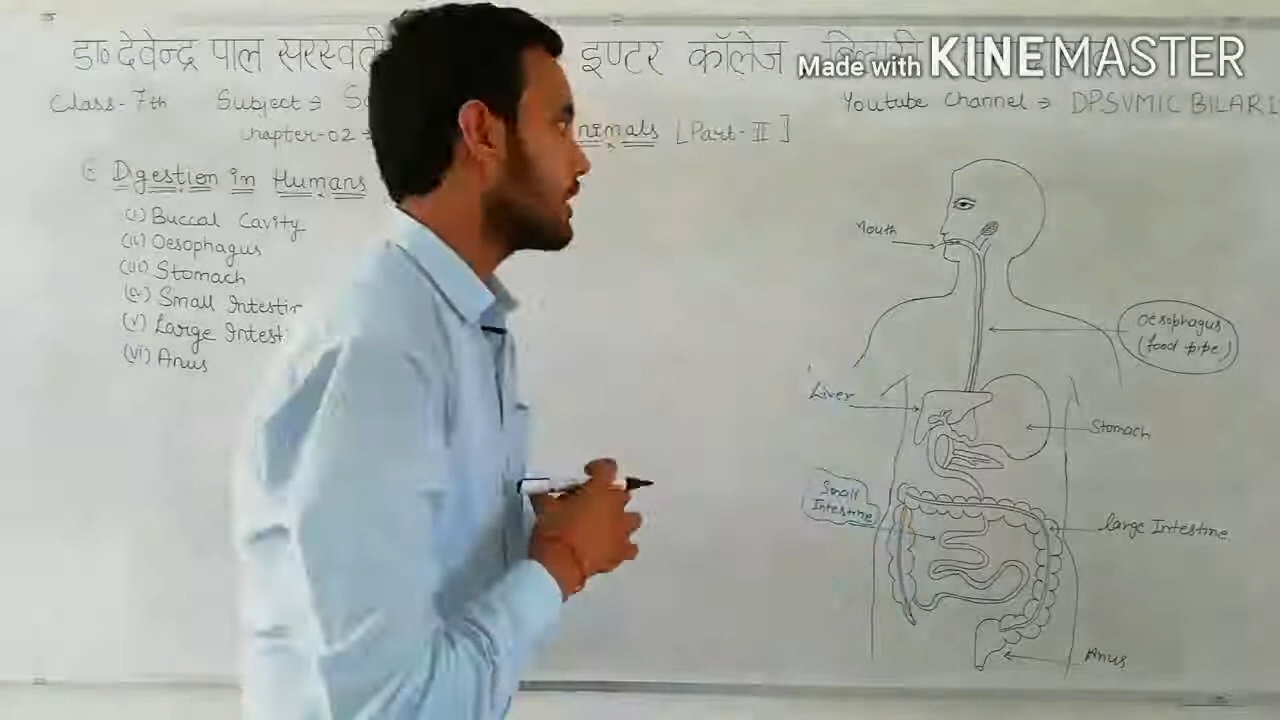 डा० देवेन्द्र पाल सरस्वती इण्टर कॉलेज
Made with KINEMASTER
Class-7th Subject → Youtube Channel → DPSVMIC BILARI
Chapter-02 → nimals [Part-II]
Digestion in Humans
(i) Buccal Cavity
(ii) Oesophagus
(iii) Stomach
(iv) Small Intestin
(v) Large Intesti
(vi) Anus
Mouth
Oesophagus
(food pipe)
Liver
Stomach
Small
Intestine
large Intestine
Anus